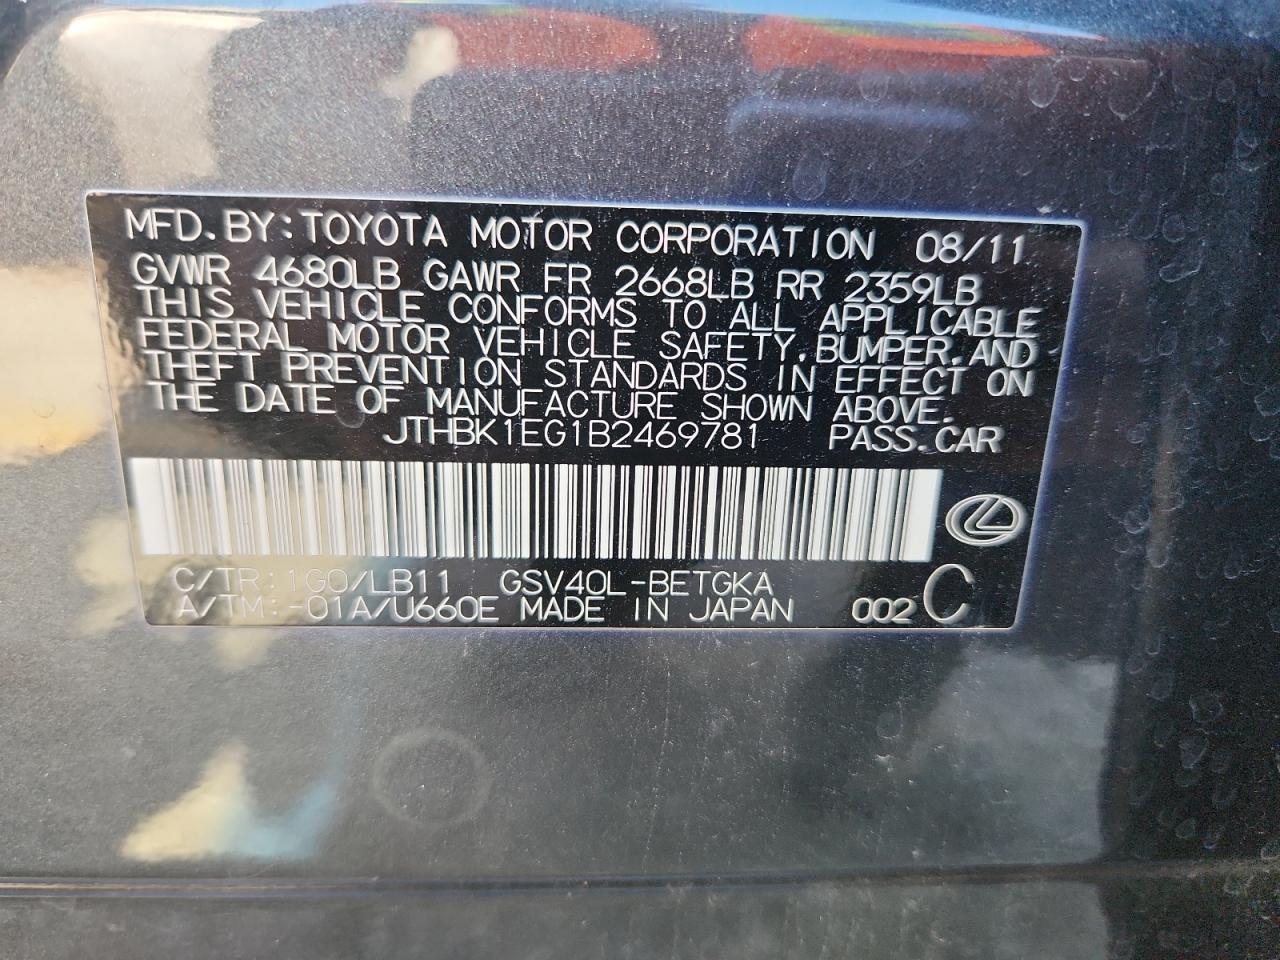 MFD. BY: TOYOTA MOTOR CORPORATION 08/11
GVWR 4680LB GAWR FR 2668LB RR 2359LB
THIS VEHICLE CONFORMS TO ALL APPLICABLE
FEDERAL MOTOR VEHICLE SAFETY, BUMPER, AND
THEFT PREVENTION STANDARDS IN EFFECT ON
THE DATE OF MANUFACTURE SHOWN ABOVE.
JTHBK1EG1B2469781 PASS.CAR
C/TR: 1G0/LB11 GSV40L-BETGKA
A/TM: -01A/U660E MADE IN JAPAN 002 C